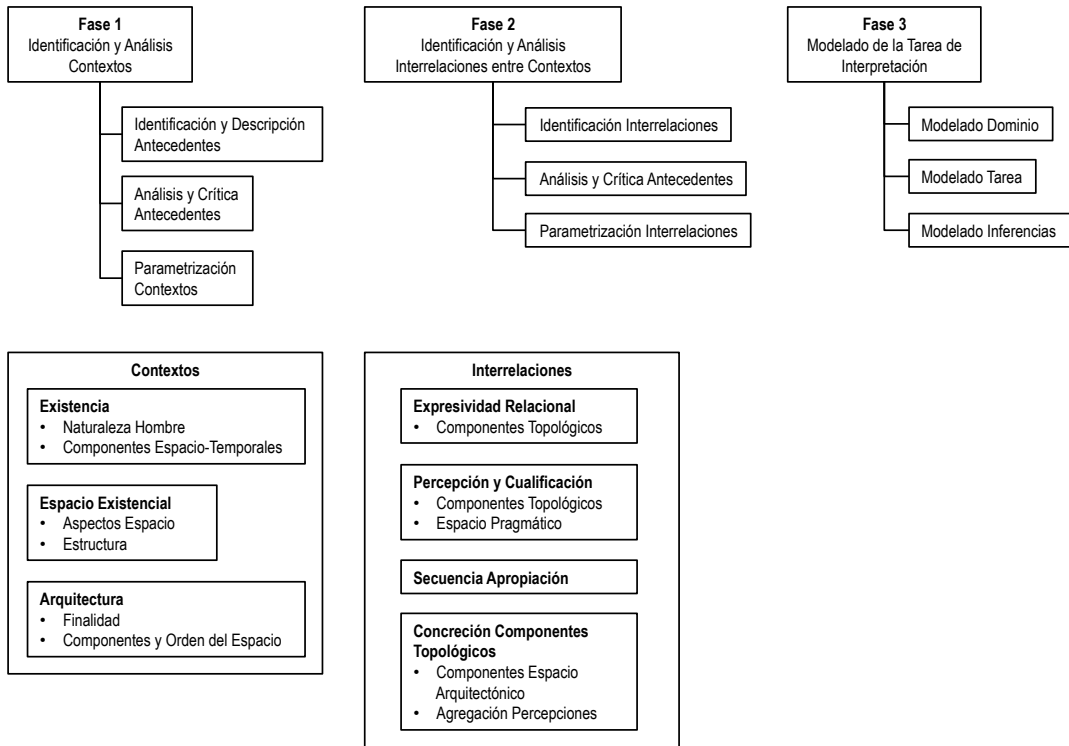 Fase 1
Identificación y Análisis
Contextos
Identificación y Descripción
Antecedentes
Análisis y Crítica
Antecedentes
Parametrización
Contextos
Fase 2
Identificación y Análisis
Interrelaciones entre Contextos
Identificación Interrelaciones
Análisis y Crítica Antecedentes
Parametrización Interrelaciones
Fase 3
Modelado de la Tarea de
Interpretación
Modelado Dominio
Modelado Tarea
Modelado Inferencias
Contextos
Existencia
• Naturaleza Hombre
• Componentes Espacio-Temporales
Espacio Existencial
• Aspectos Espacio
• Estructura
Arquitectura
• Finalidad
• Componentes y Orden del Espacio
Interrelaciones
Expresividad Relacional
• Componentes Topológicos
Percepción y Cualificación
• Componentes Topológicos
• Espacio Pragmático
Secuencia Apropiación
Concreción Componentes
Topológicos
• Componentes Espacio
Arquitectónico
• Agregación Percepciones